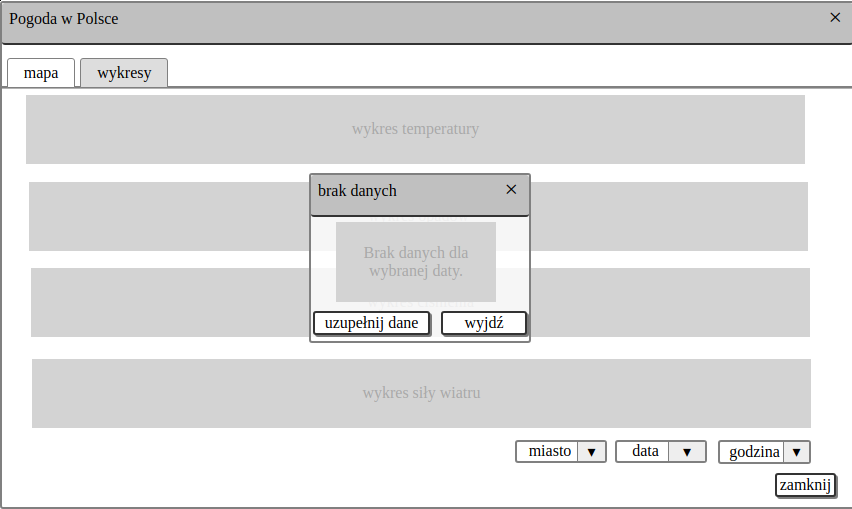 Pogoda w Polsce
mapa
wykresy
wykres temperatury
brak danych
Brak danych dla
wybranej daty.
uzupełnij dane
wyjdź
wykres siły wiatru
miasto
data
godzina
zamknij